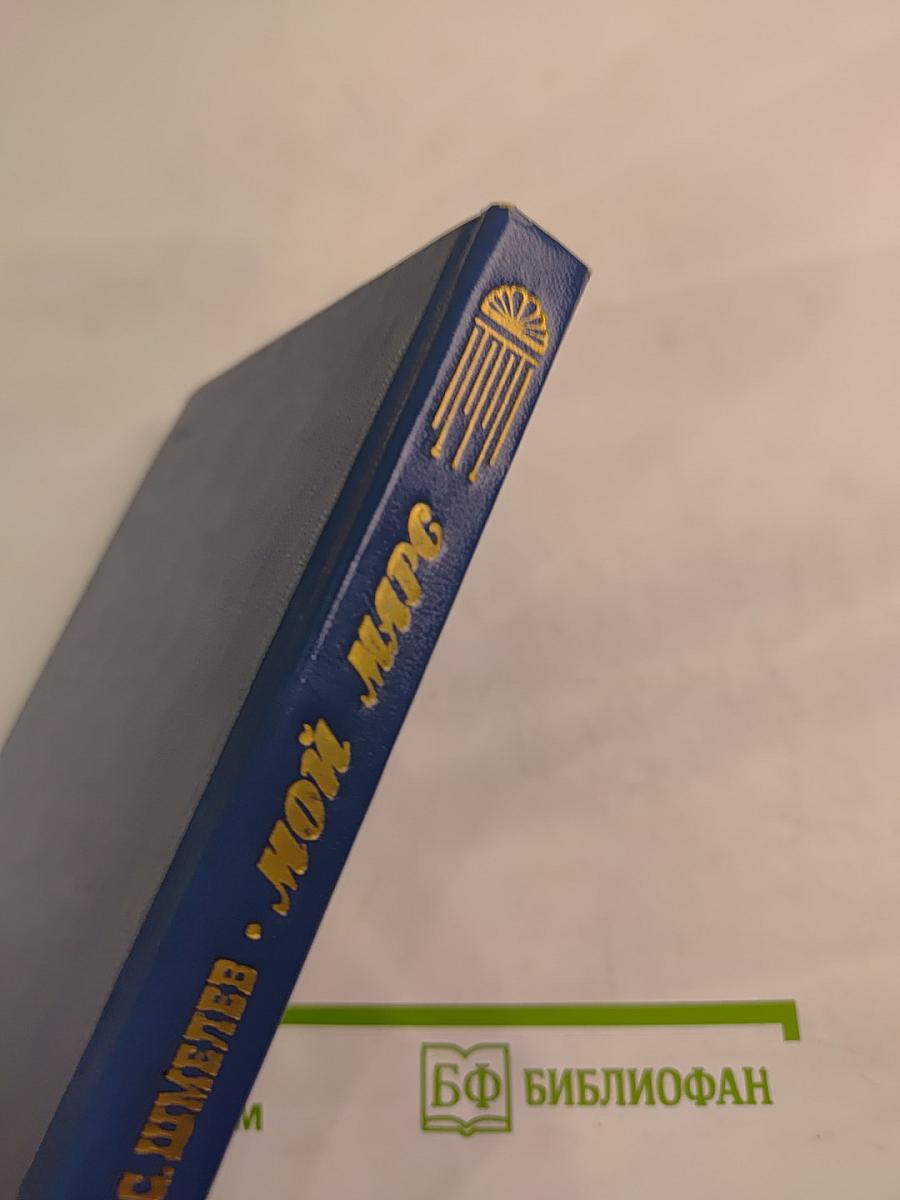 С. ШМЕЛЕВ • МОЙ МАРС
БФ БИБЛИОФАН
м